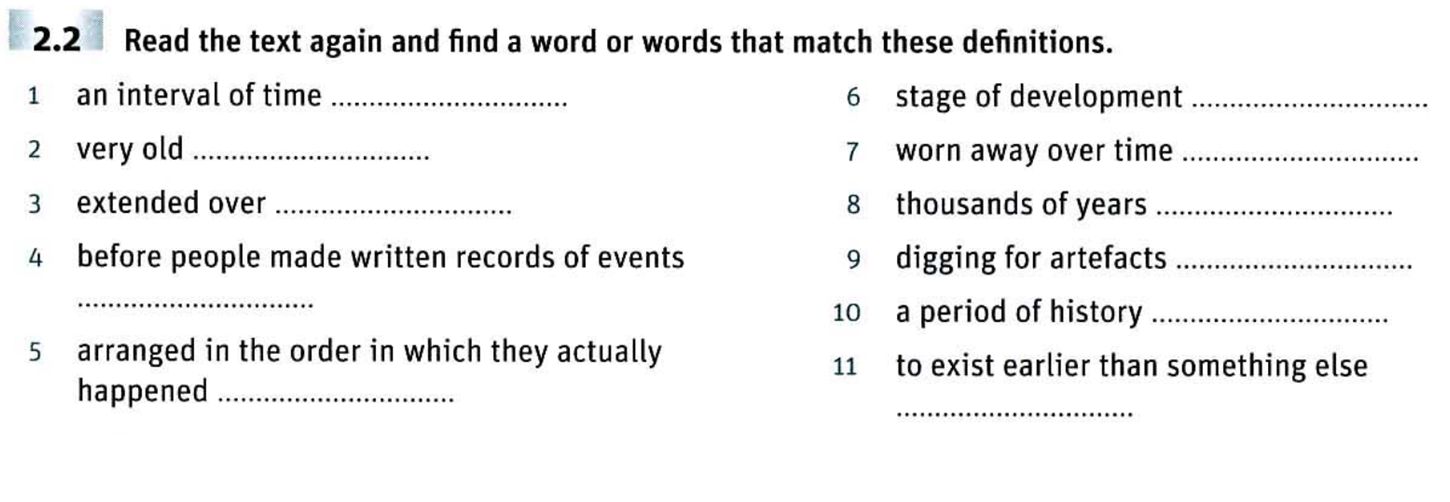 2.2 Read the text again and find a word or words that match these definitions.
1 an interval of time ...............................
2 very old ...............................
3 extended over ...............................
4 before people made written records of events
...............................
5 arranged in the order in which they actually
happened ...............................
6 stage of development ...............................
7 worn away over time ...............................
8 thousands of years ...............................
9 digging for artefacts ...............................
10 a period of history ...............................
11 to exist earlier than something else
...............................